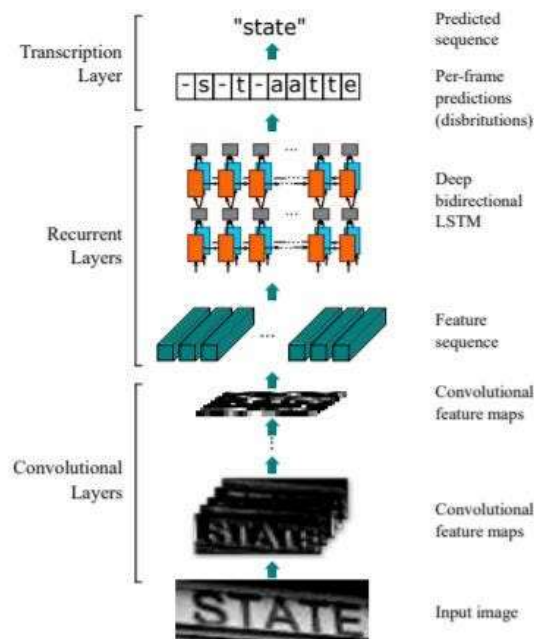 "state"
Predicted
sequence
Transcription
Layer
-s-t-aatte
Per-frame
predictions
(disbritutions)
Recurrent
Layers
...
Deep
bidirectional
LSTM
...
Feature
sequence
Convolutional
Layers
Convolutional
feature maps
STATE
Convolutional
feature maps
STATE
Input image